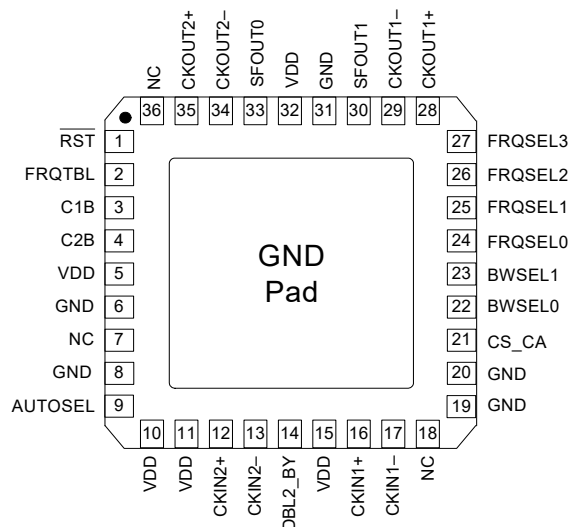 NC
CKOUT2+
CKOUT2–
SFOUT0
VDD
GND
SFOUT1
CKOUT1–
CKOUT1+
36 35 34 33 32 31 30 29 28
RST 1
FRQTBL 2
C1B 3
C2B 4
VDD 5
GND 6
NC 7
GND 8
AUTOSEL 9
GND
Pad
27 FRQSEL3
26 FRQSEL2
25 FRQSEL1
24 FRQSEL0
23 BWSEL1
22 BWSEL0
21 CS_CA
20 GND
19 GND
10 11 12 13 14 15 16 17 18
VDD
VDD
CKIN2+
CKIN2–
DBL2_BY
VDD
CKIN1+
CKIN1–
NC